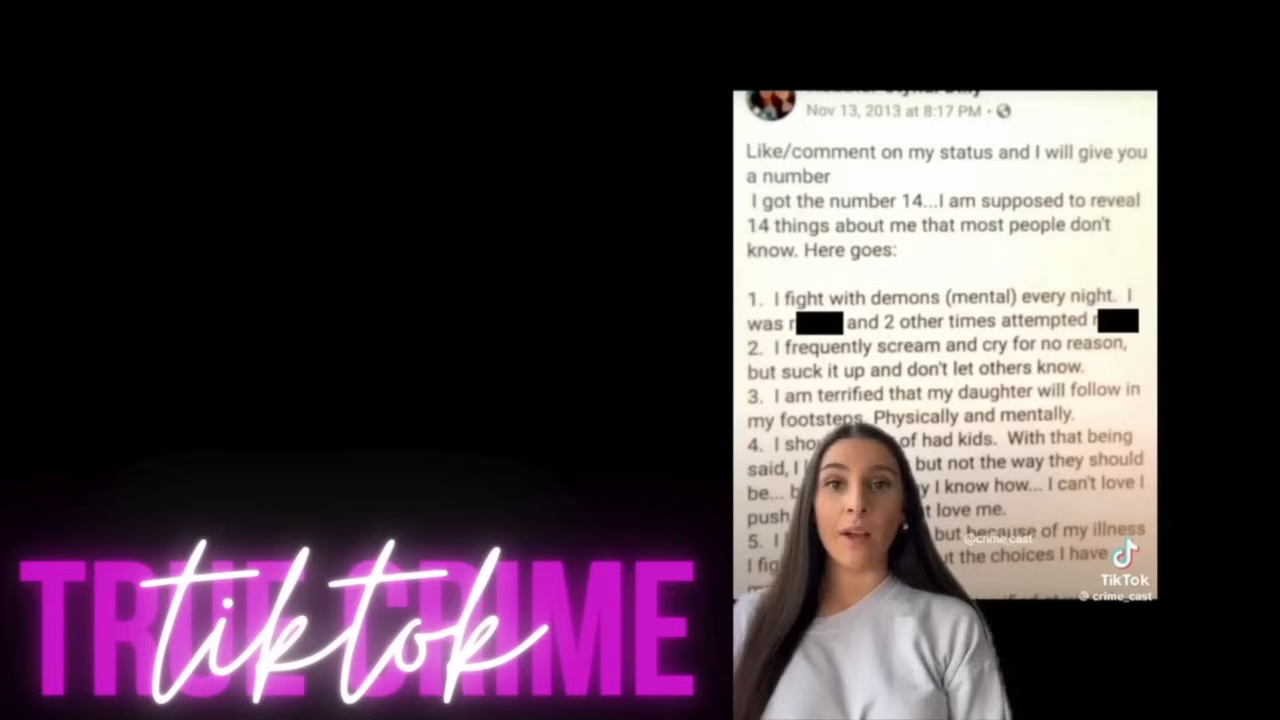 Nov 13, 2013 at 8:17 PM
Like/comment on my status and I will give you
a number
I got the number 14...I am supposed to reveal
14 things about me that most people don't
know. Here goes:
1. I fight with demons (mental) every night. I
was r and 2 other times attempted r
2. I frequently scream and cry for no reason,
but suck it up and don't let others know.
3. I am terrified that my daughter will follow in
my footsteps. Physically and mentally.
4. I of had kids. With that being
said, I but not the way they should
be... I know how... I can't love I
push love me.
5. I but because of my illness
I the choices I have
@crime_cast
TikTok
@crime_cast
TRUE CRIME
tiktok